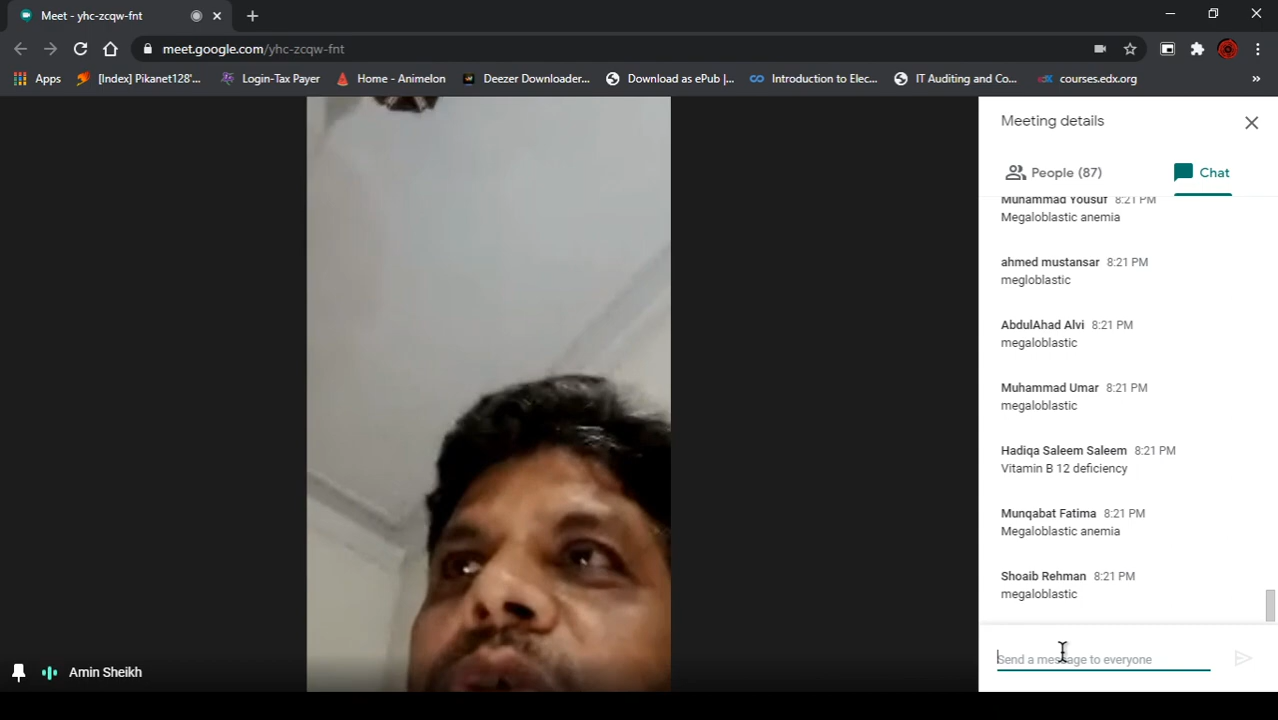 Meet - yhc-zcqw-fnt
meet.google.com/yhc-zcqw-fnt
Apps
[Index] Pikanet128'...
Login-Tax Payer
Home - Animelon
Deezer Downloader...
Download as ePub |...
Introduction to Elec...
IT Auditing and Co...
courses.edx.org
»
Meeting details
People (87)
Chat
Muhammad Yousuf 8:21 PM
Megaloblastic anemia
ahmed mustansar 8:21 PM
megloblastic
AbdulAhad Alvi 8:21 PM
megaloblastic
Muhammad Umar 8:21 PM
megaloblastic
Hadiqa Saleem Saleem 8:21 PM
Vitamin B 12 deficiency
Munqabat Fatima 8:21 PM
Megaloblastic anemia
Shoaib Rehman 8:21 PM
megaloblastic
Send a message to everyone
Amin Sheikh